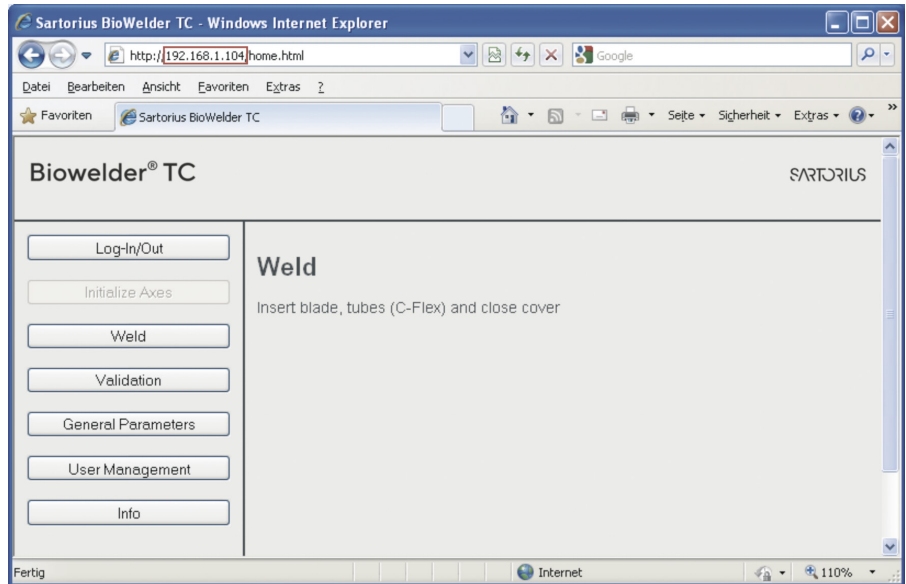 Sartorius BioWelder TC - Windows Internet Explorer
http://192.168.1.104/home.html
Google
Datei Bearbeiten Ansicht Favoriten Extras ?
Favoriten
Sartorius BioWelder TC
Seite
Sicherheit
Extras
Biowelder® TC
SARTORIUS
Log-In/Out
Initialize Axes
Weld
Validation
General Parameters
User Management
Info
Weld
Insert blade, tubes (C-Flex) and close cover
Fertig
Internet
110%